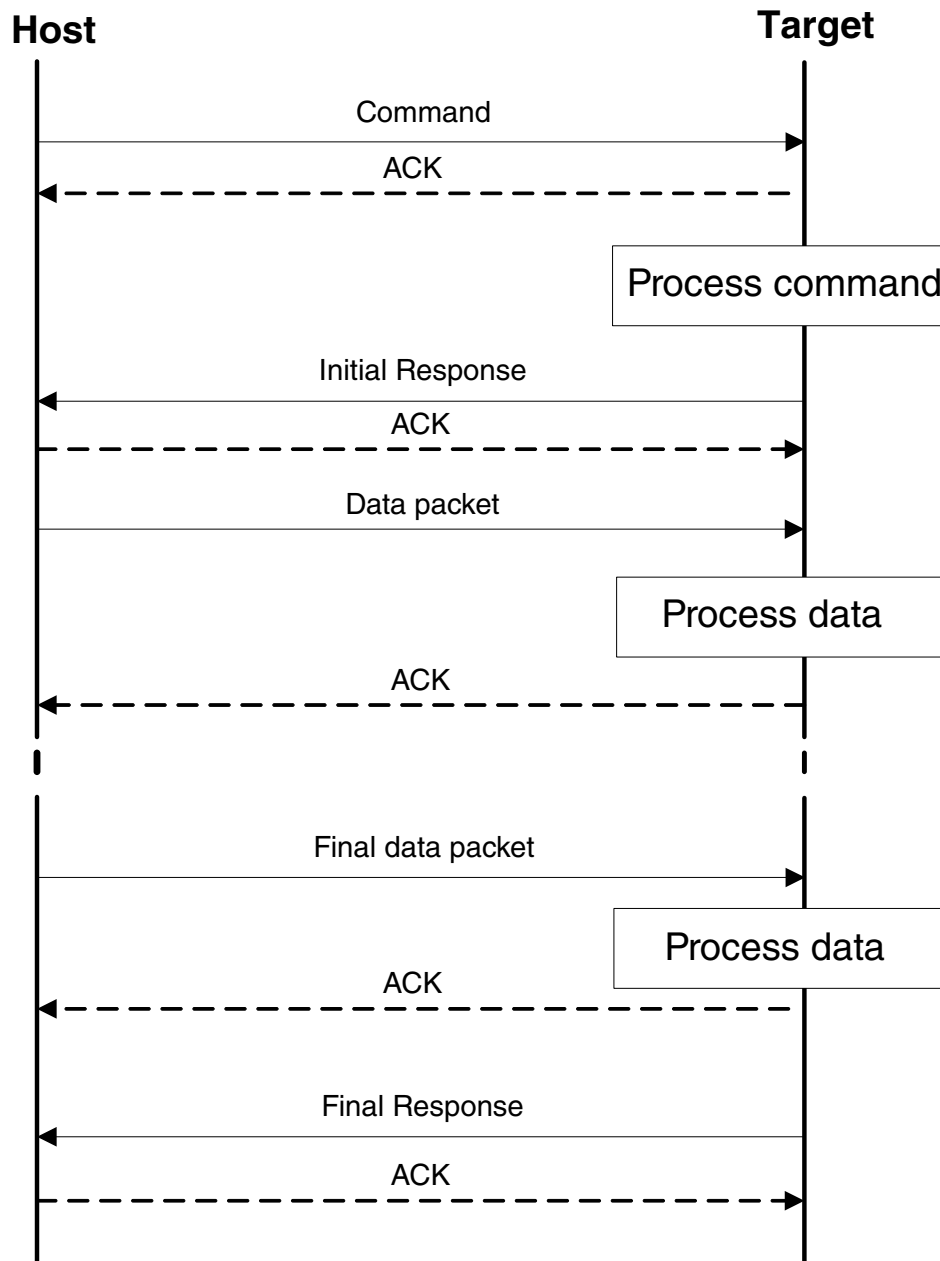 Host
Target
Command
ACK
Process command
Initial Response
ACK
Data packet
Process data
ACK
Final data packet
Process data
ACK
Final Response
ACK